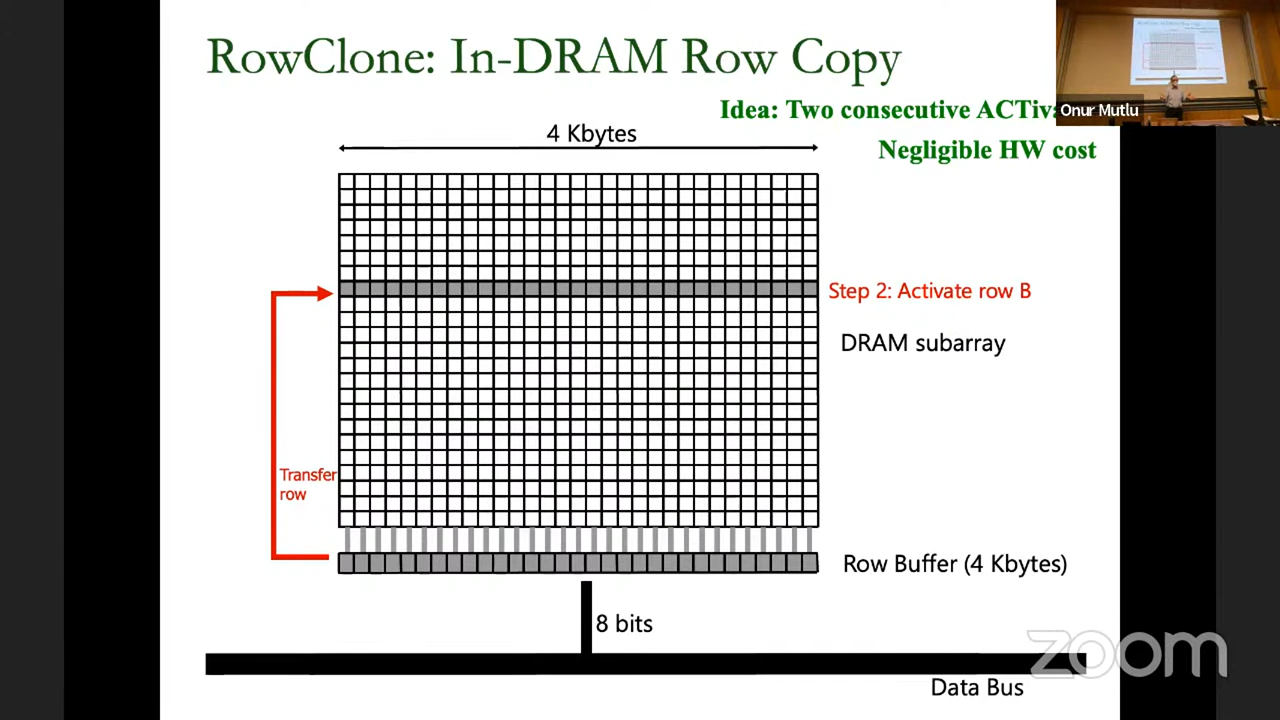 RowClone: In-DRAM Row Copy
Idea: Two consecutive ACTiv
Onur Mutlu
Negligible HW cost
4 Kbytes
Step 2: Activate row B
DRAM subarray
Transfer
row
Row Buffer (4 Kbytes)
8 bits
zoom
Data Bus